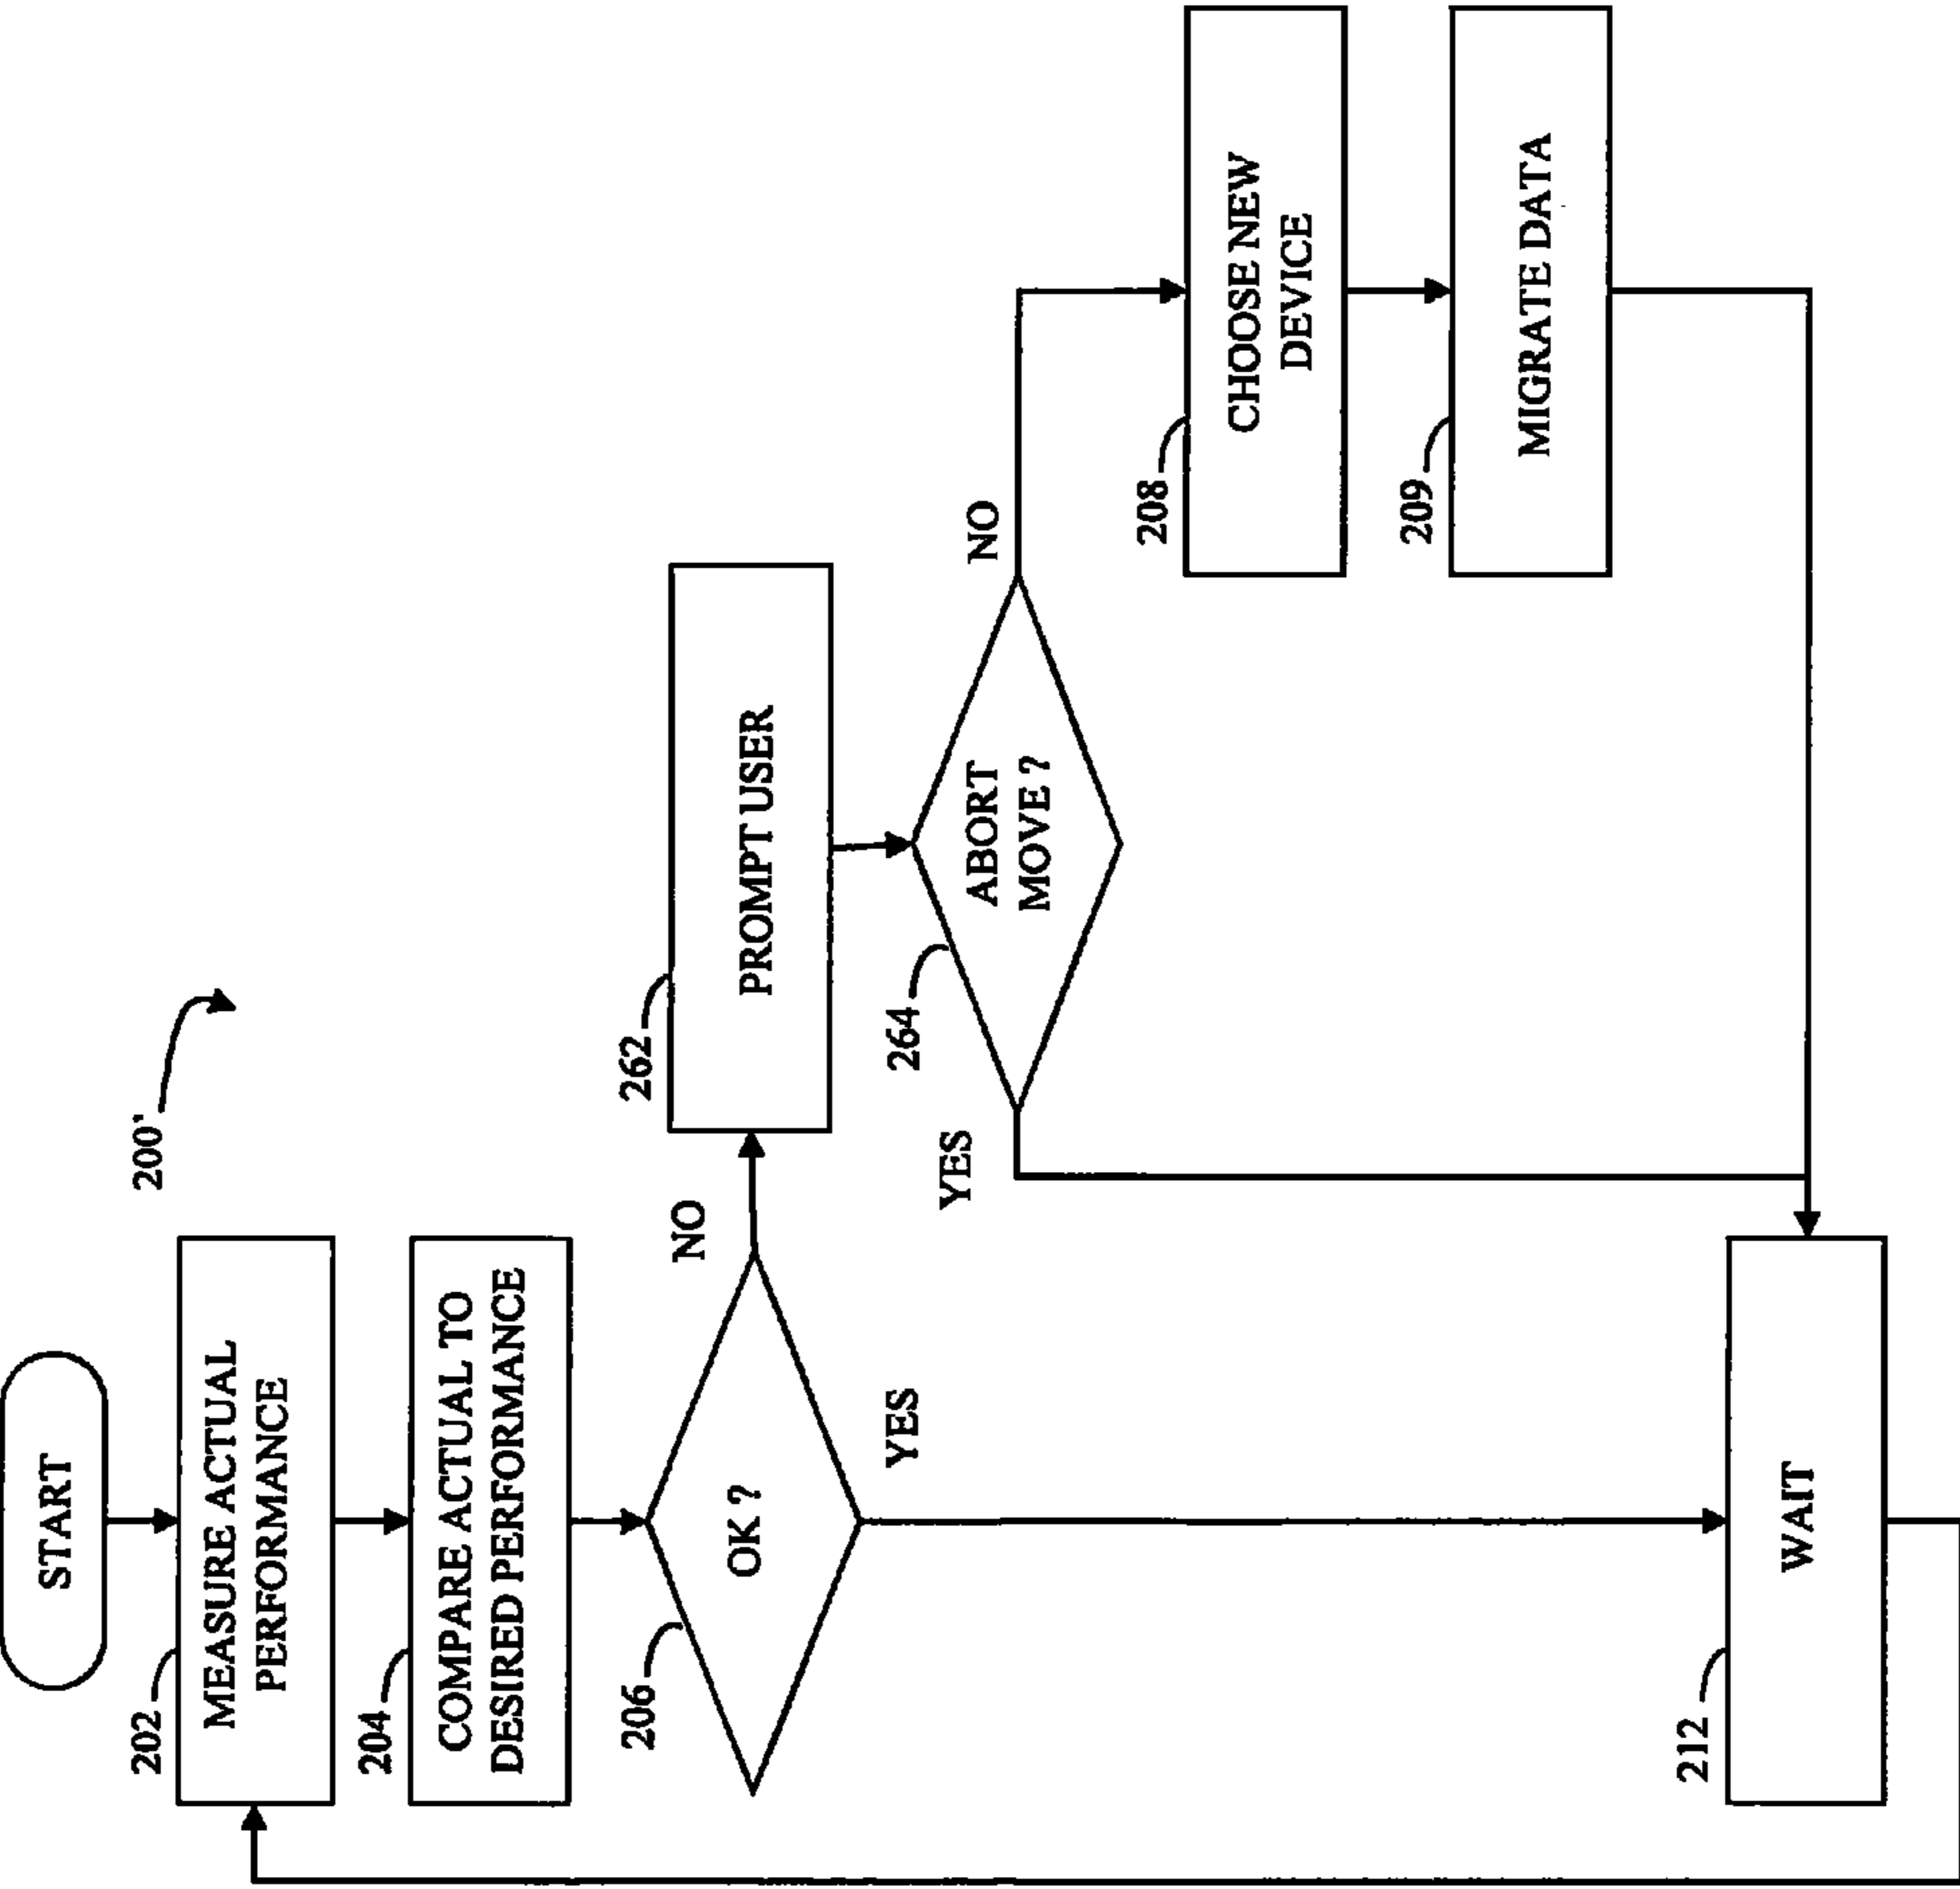 200'
START
202
MEASURE ACTUAL
PERFORMANCE
204
COMPARE ACTUAL TO
DESIRED PERFORMANCE
206
OK ?
NO
YES
262
PROMPT USER
264
ABORT
MOVE ?
YES
NO
208
CHOOSE NEW
DEVICE
209
MIGRATE DATA
212
WAIT